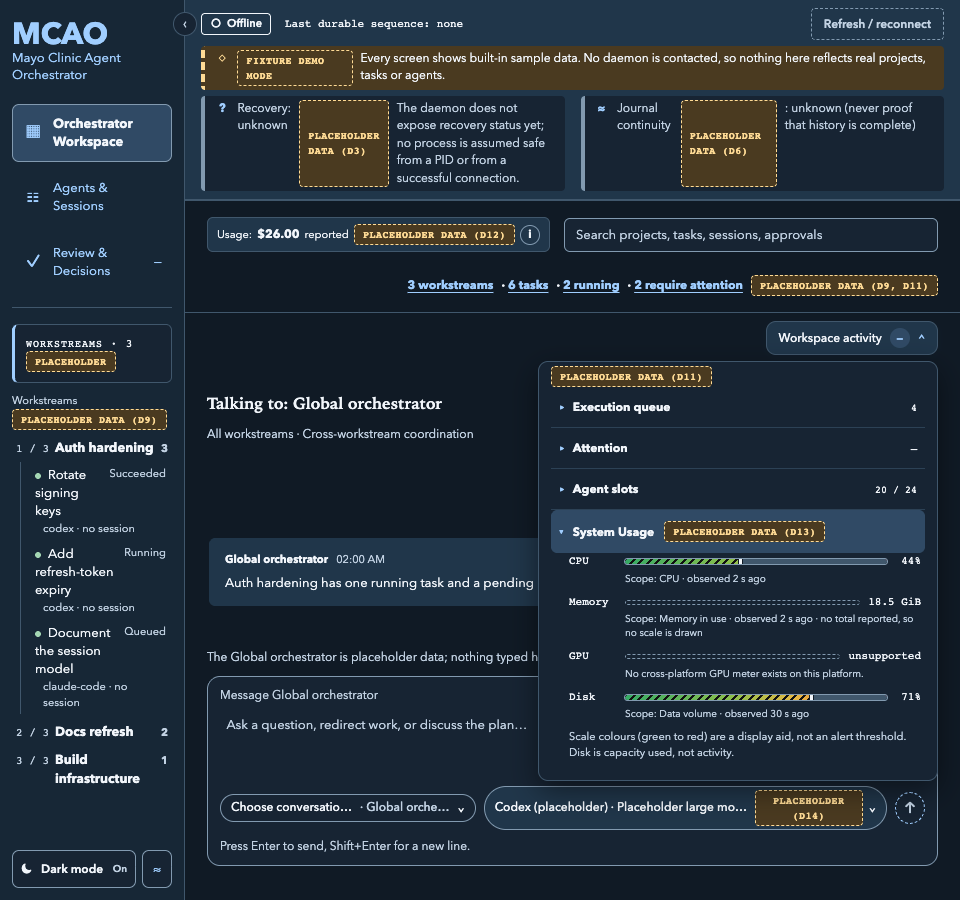 MCAO
Mayo Clinic Agent
Orchestrator
Orchestrator
Workspace
Agents &
Sessions
Review &
Decisions –
WORKSTREAMS · 3
PLACEHOLDER
Workstreams
PLACEHOLDER DATA (D9)
1 / 3 Auth hardening 3
Rotate signing keys
Succeeded
codex · no session
Add refresh-token expiry
Running
codex · no session
Document the session model
Queued
claude-code · no session
2 / 3 Docs refresh 2
3 / 3 Build infrastructure 1
Dark mode On
≈
‹
Offline
Last durable sequence: none
Refresh / reconnect
FIXTURE DEMO
MODE
Every screen shows built-in sample data. No daemon is contacted, so nothing here reflects real projects,
tasks or agents.
? Recovery:
unknown
PLACEHOLDER
DATA (D3)
The daemon does not
expose recovery status yet;
no process is assumed safe
from a PID or from a
successful connection.
≈ Journal
continuity
PLACEHOLDER
DATA (D6)
: unknown (never proof
that history is complete)
Usage: $26.00 reported PLACEHOLDER DATA (D12) i
Search projects, tasks, sessions, approvals
3 workstreams · 6 tasks · 2 running · 2 require attention PLACEHOLDER DATA (D9, D11)
Workspace activity –
Talking to: Global orchestrator
All workstreams · Cross-workstream coordination
Global orchestrator 02:00 AM
Auth hardening has one running task and a pending
The Global orchestrator is placeholder data; nothing typed h
Message Global orchestrator
Ask a question, redirect work, or discuss the plan…
PLACEHOLDER DATA (D11)
Execution queue 4
Attention –
Agent slots 20 / 24
System Usage PLACEHOLDER DATA (D13)
CPU 44%
Scope: CPU · observed 2 s ago
Memory 18.5 GiB
Scope: Memory in use · observed 2 s ago · no total reported, so
no scale is drawn
GPU unsupported
No cross-platform GPU meter exists on this platform.
Disk 71%
Scope: Data volume · observed 30 s ago
Scale colours (green to red) are a display aid, not an alert threshold.
Disk is capacity used, not activity.
Choose conversatio… · Global orche…
Codex (placeholder) · Placeholder large mo…
PLACEHOLDER
(D14)
Press Enter to send, Shift+Enter for a new line.